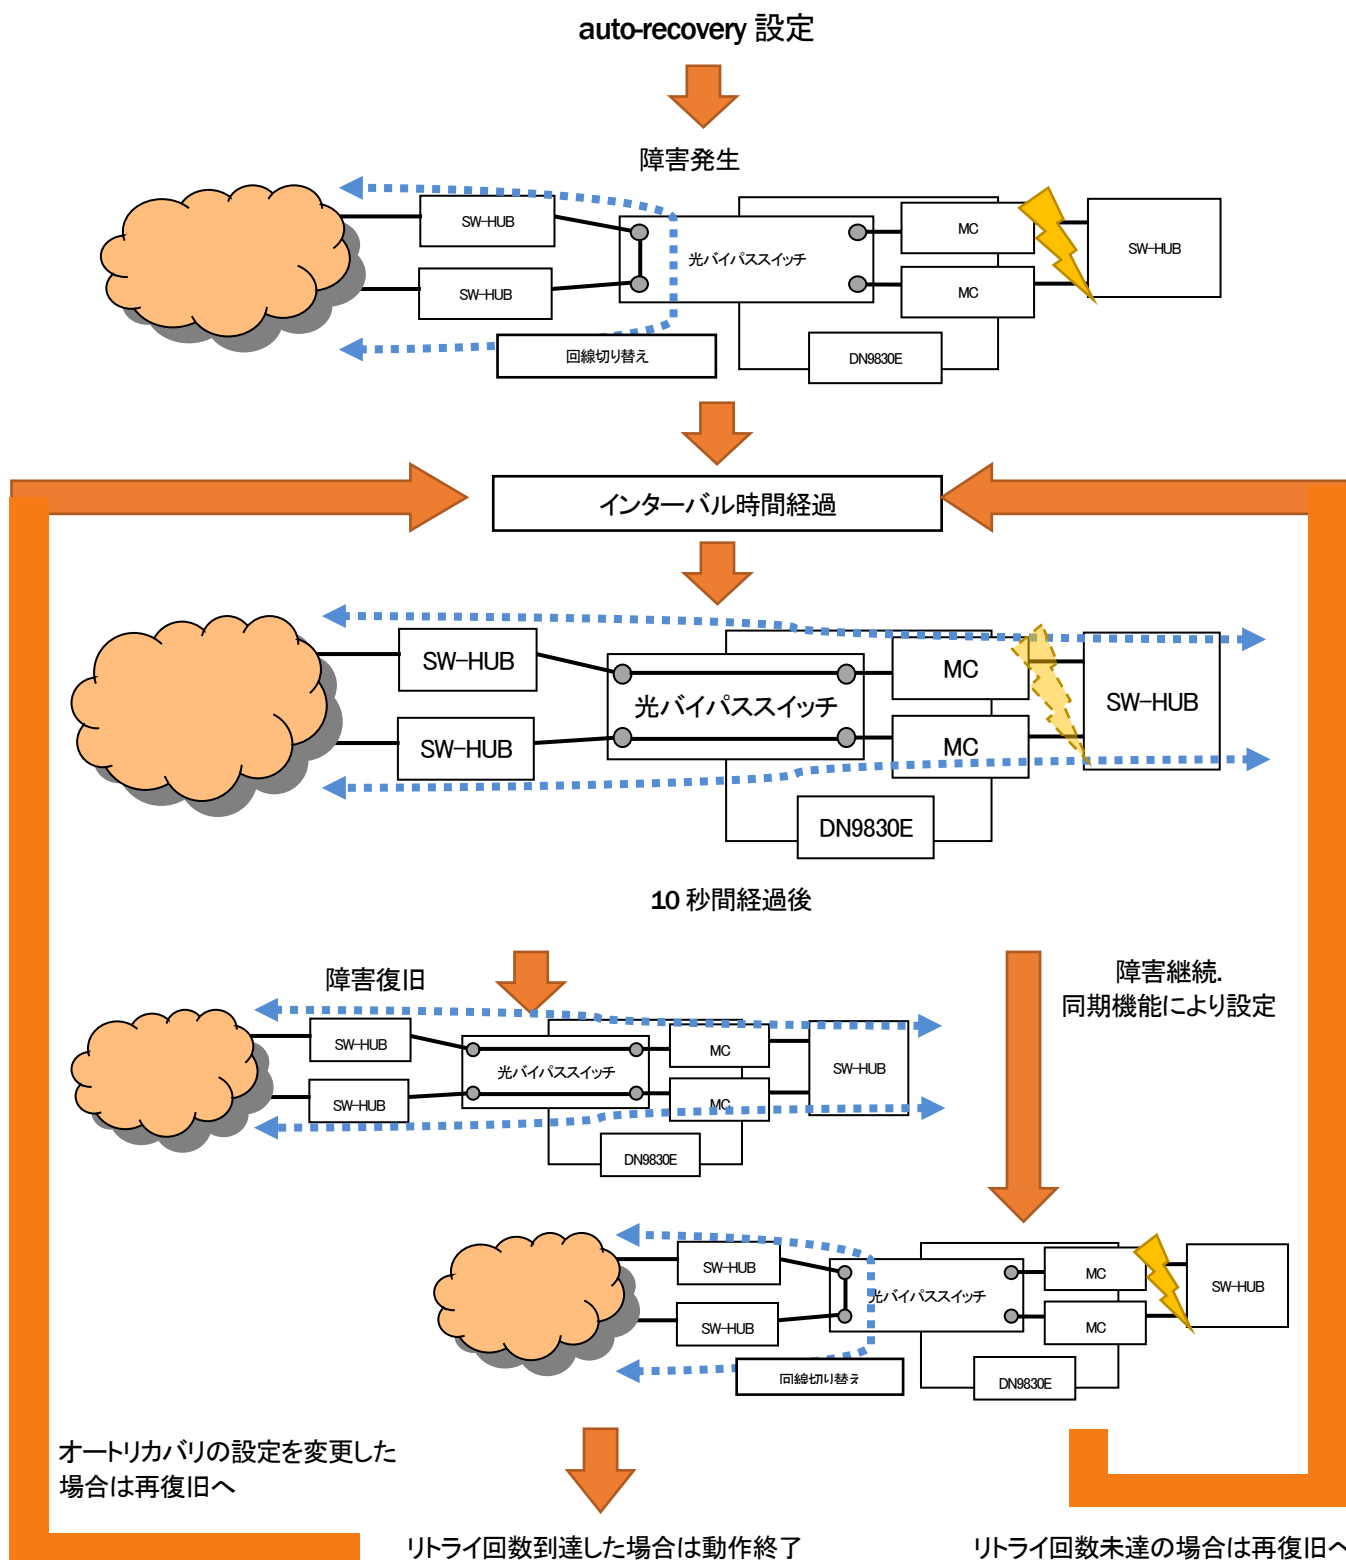 auto-recovery 設定
障害発生
SW-HUB
MC
光バイパススイッチ
SW-HUB
SW-HUB
MC
回線切り替え
DN9830E
インターバル時間経過
SW-HUB
MC
光バイパススイッチ
SW-HUB
SW-HUB
MC
DN9830E
10 秒間経過後
障害復旧
障害継続.
同期機能により設定
SW-HUB
MC
光バイパススイッチ
SW-HUB
SW-HUB
MC
DN9830E
SW-HUB
MC
光バイパススイッチ
SW-HUB
SW-HUB
MC
回線切り替え
DN9830E
オートリカバリの設定を変更した
場合は再復旧へ
リトライ回数到達した場合は動作終了
リトライ回数未達の場合は再復旧へ